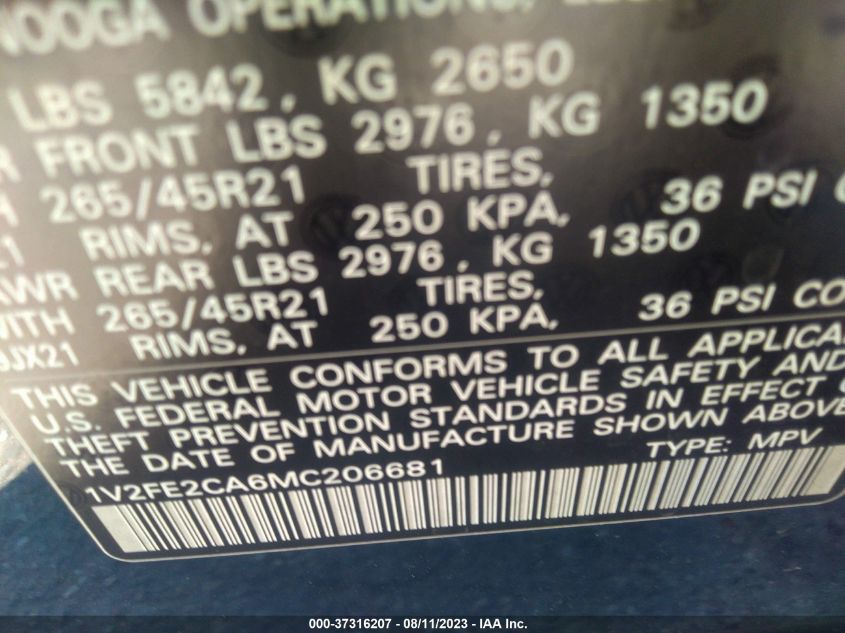 NOOGA OPERATIONS,
LBS 5842, KG 2650
FRONT LBS 2976, KG 1350
265/45R21 TIRES,
RIMS, AT 250 KPA, 36 PSI
REAR LBS 2976, KG 1350
WITH 265/45R21 TIRES,
JX21 RIMS, AT 250 KPA, 36 PSI CO
THIS VEHICLE CONFORMS TO ALL APPLICA
U.S. FEDERAL MOTOR VEHICLE SAFETY AND
THEFT PREVENTION STANDARDS IN EFFECT
THE DATE OF MANUFACTURE SHOWN ABOVE
1V2FE2CA6MC206681 TYPE: MPV
000-37316207 - 08/11/2023 - IAA Inc.